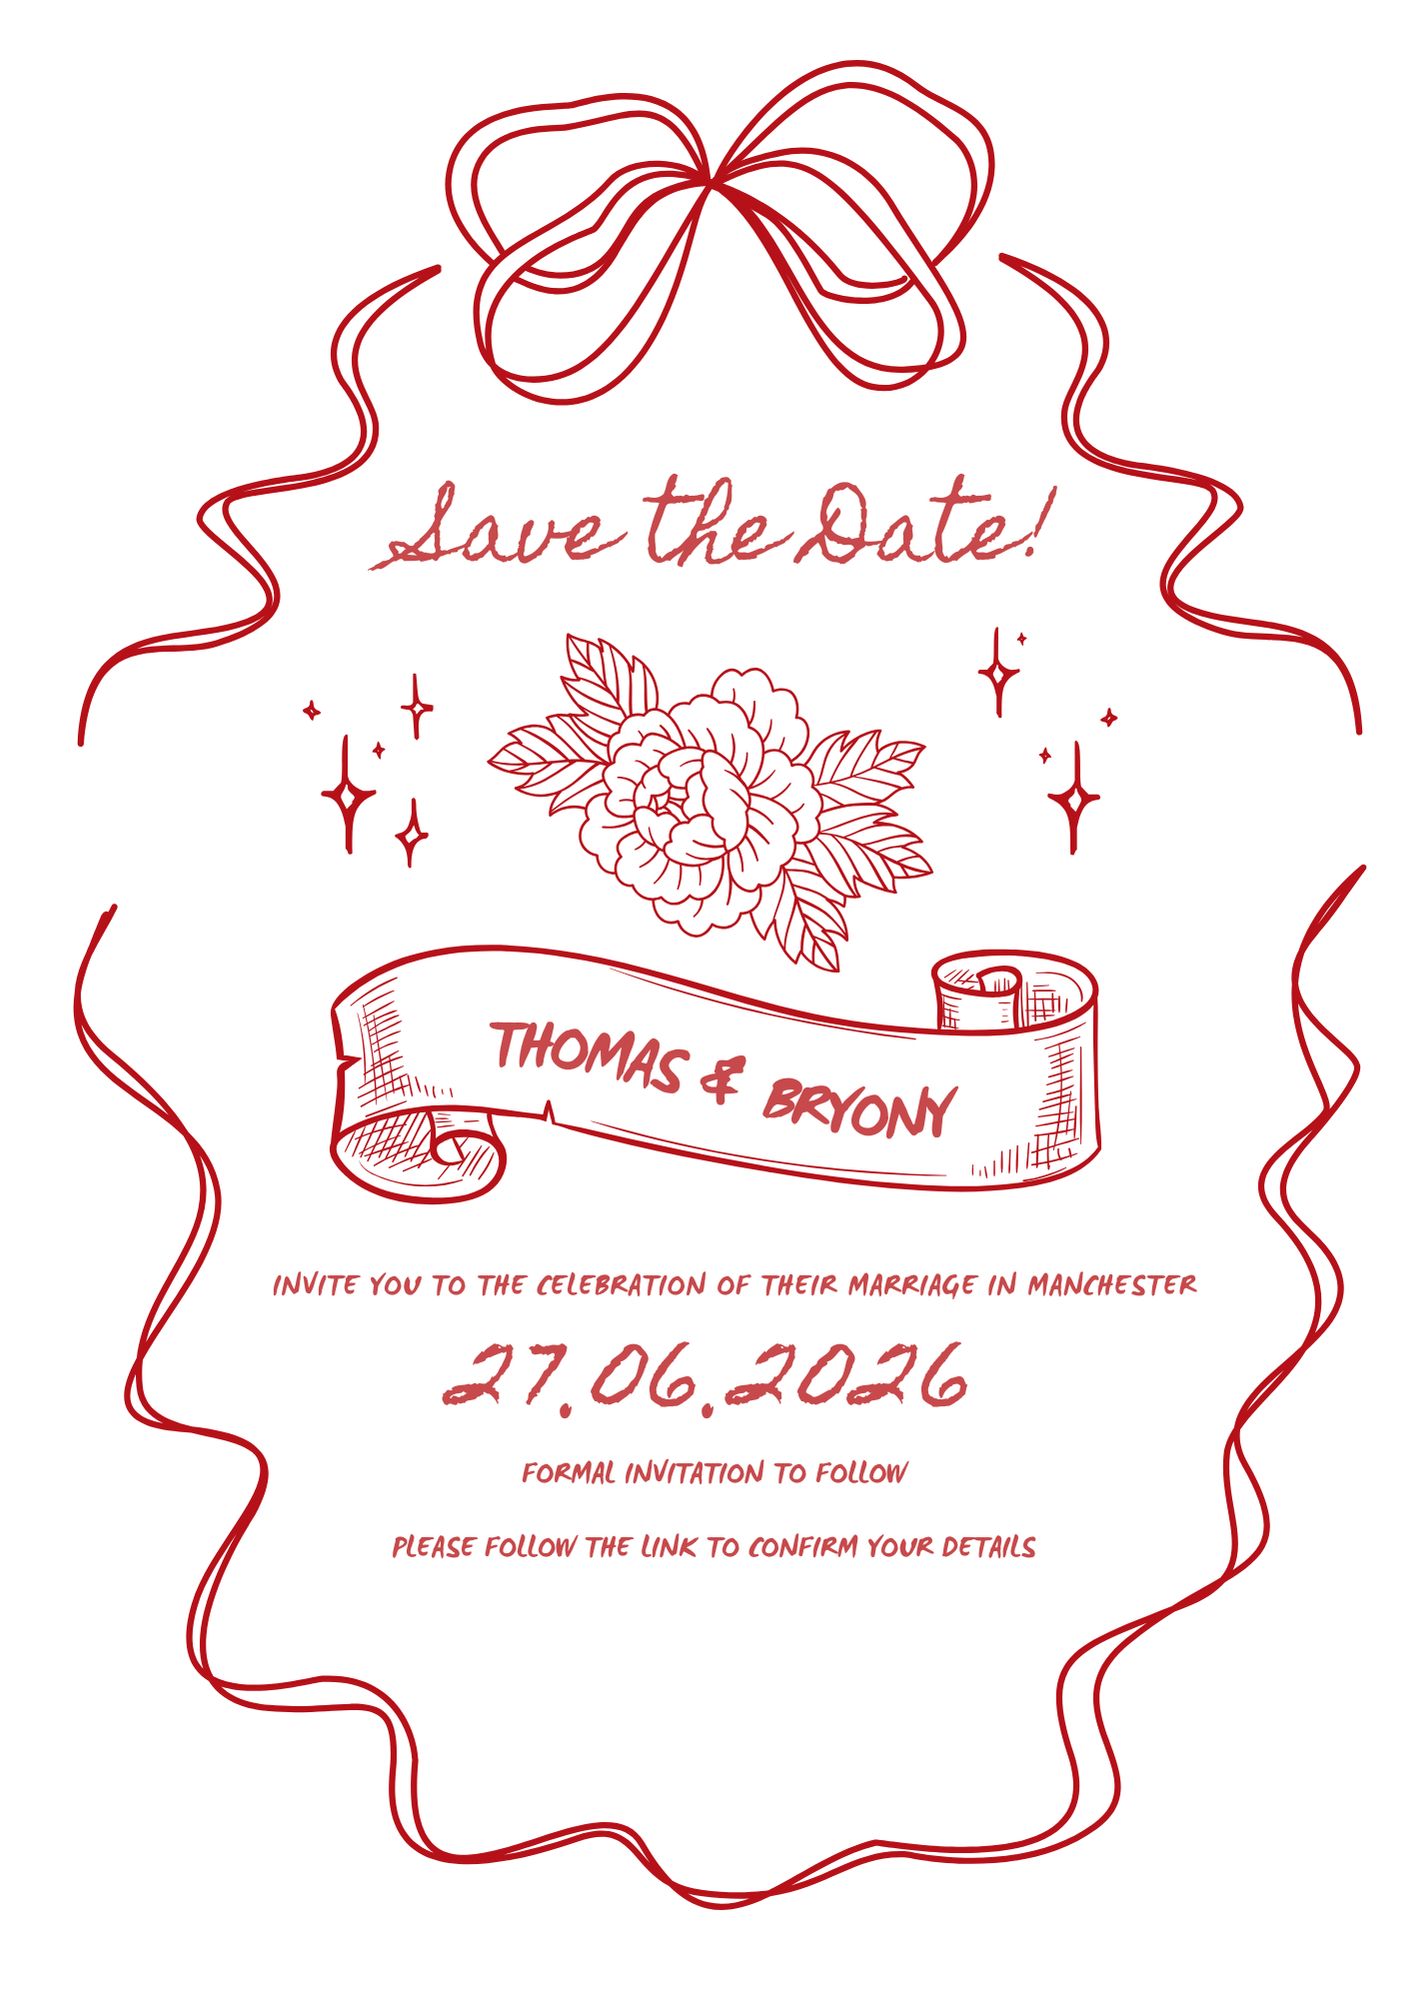 Save the Date!
THOMAS & BRYONY
INVITE YOU TO THE CELEBRATION OF THEIR MARRIAGE IN MANCHESTER
27.06.2026
FORMAL INVITATION TO FOLLOW
PLEASE FOLLOW THE LINK TO CONFIRM YOUR DETAILS